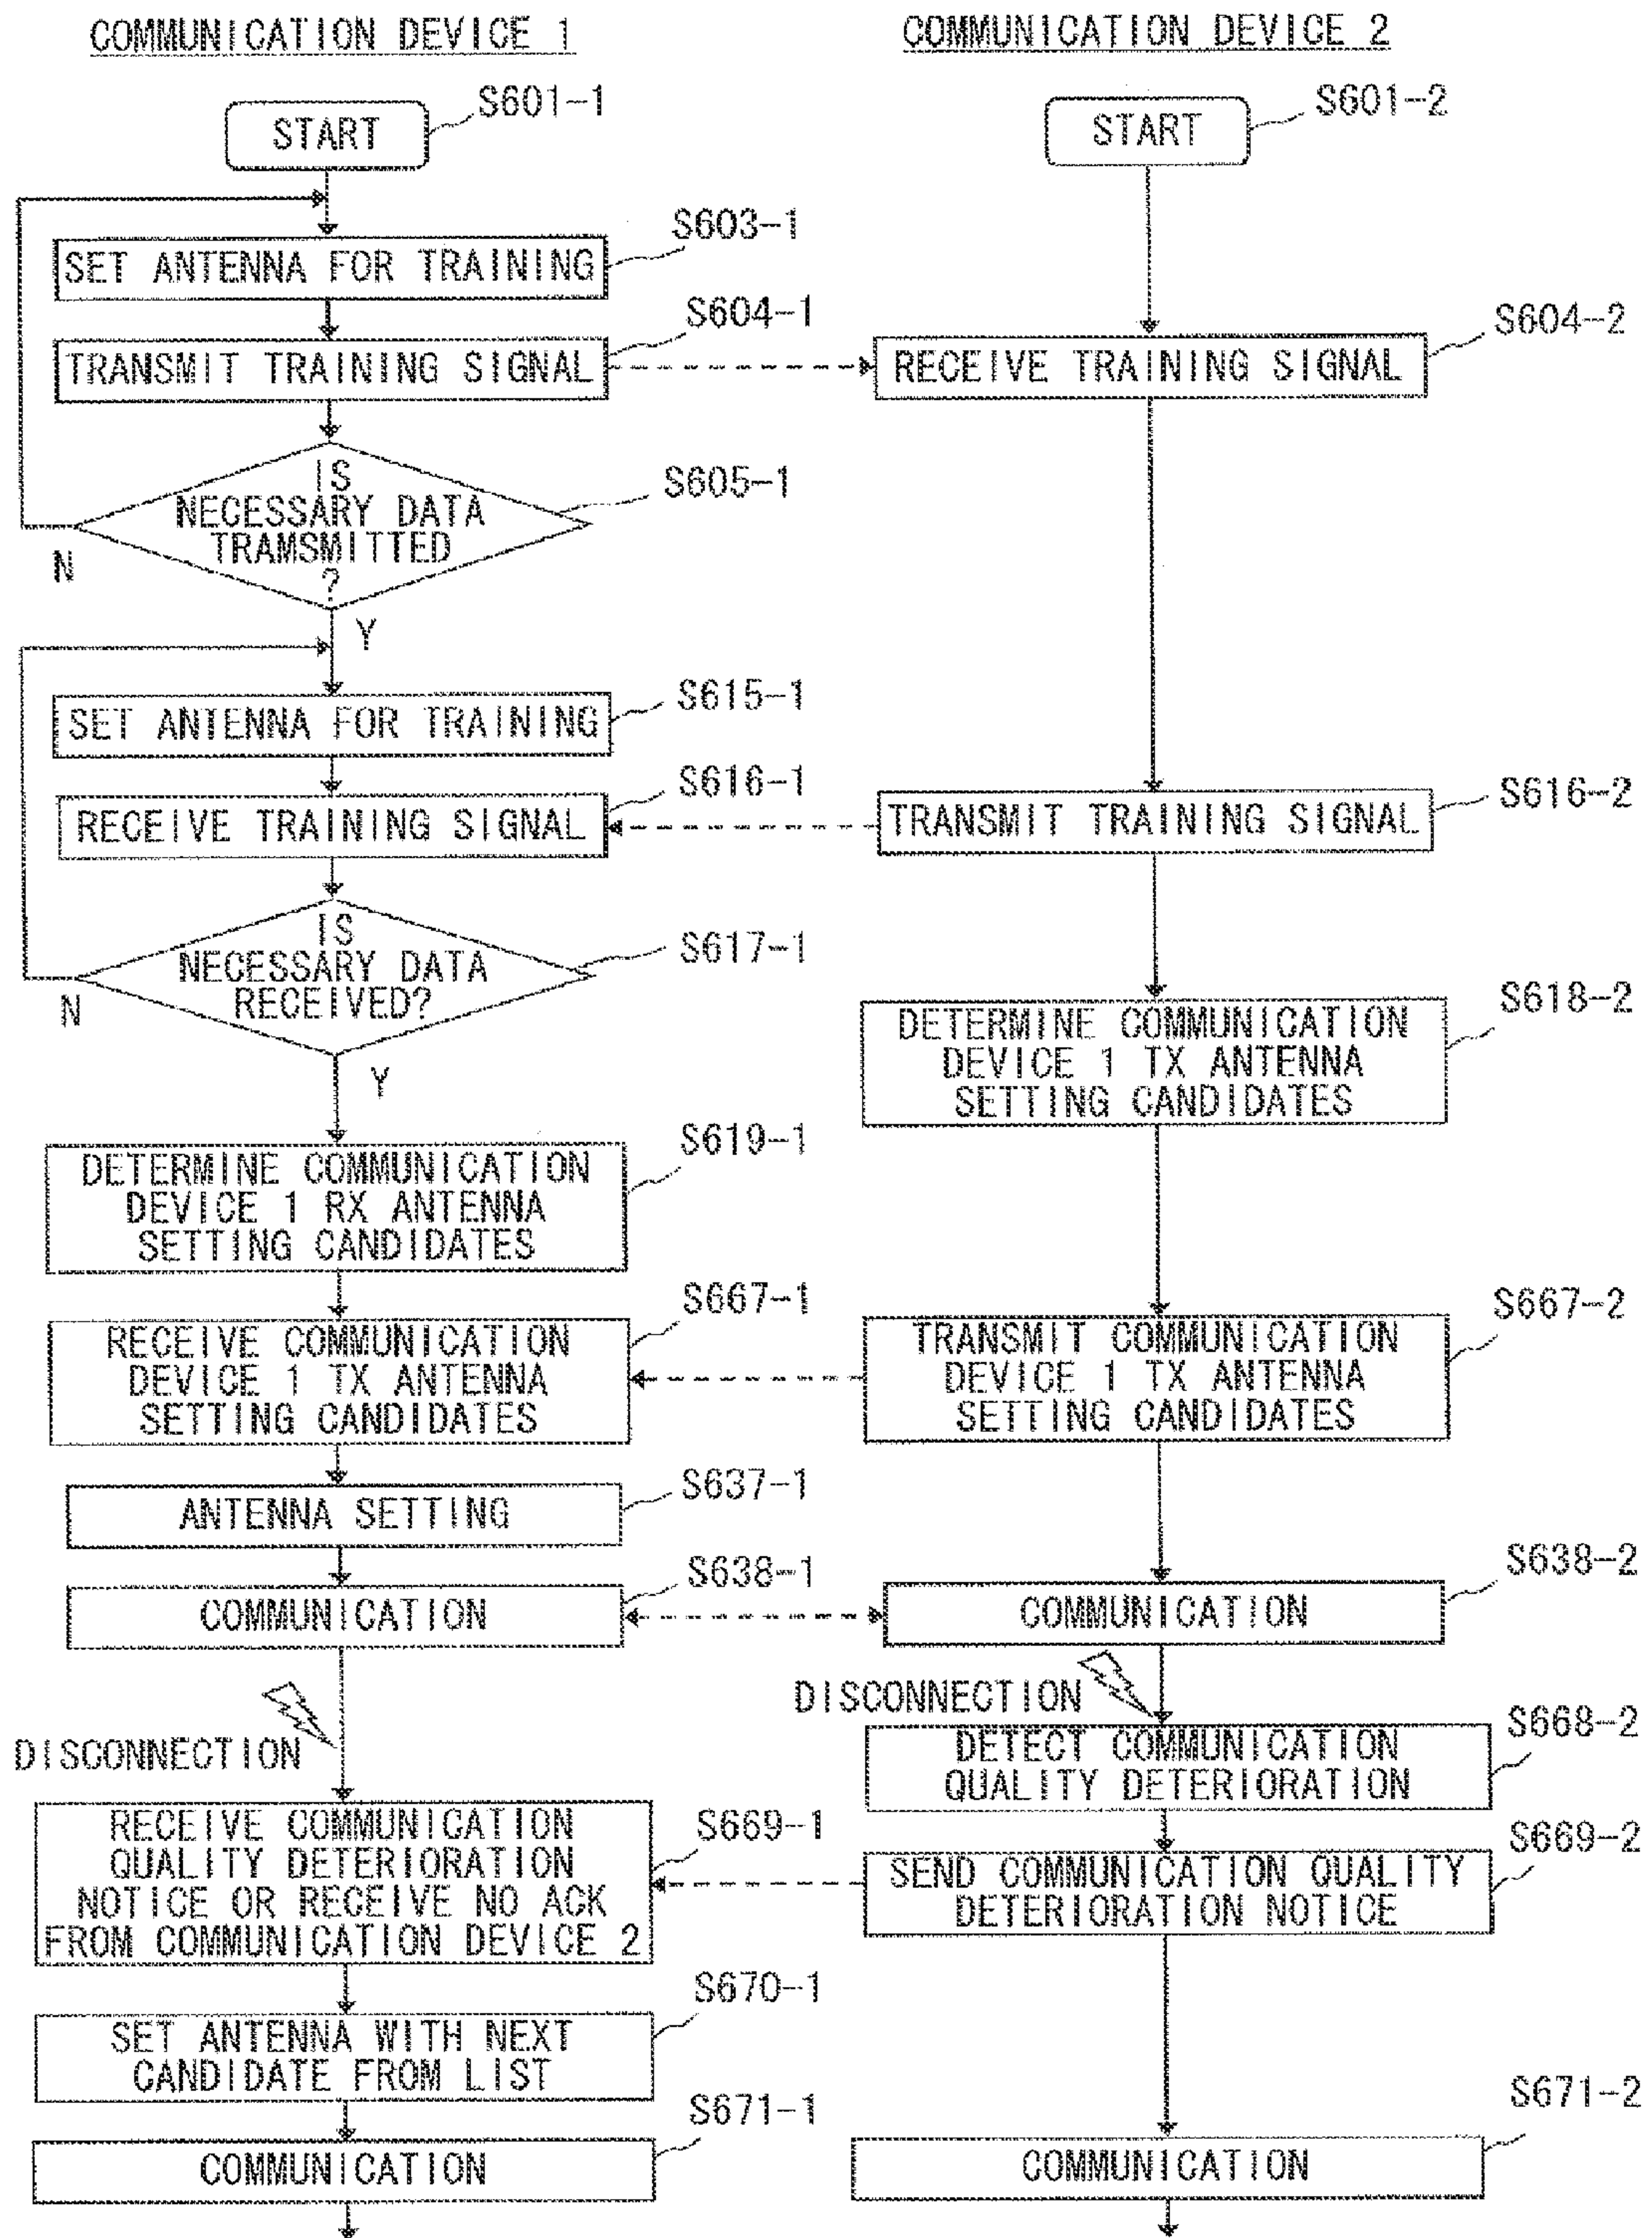 COMMUNICATION DEVICE 1
COMMUNICATION DEVICE 2
START
S601-1
START
S601-2
SET ANTENNA FOR TRAINING
S603-1
TRANSMIT TRAINING SIGNAL
S604-1
RECEIVE TRAINING SIGNAL
S604-2
IS
NECESSARY DATA
TRAMSMITTED
?
S605-1
N
Y
SET ANTENNA FOR TRAINING
S615-1
RECEIVE TRAINING SIGNAL
S616-1
TRANSMIT TRAINING SIGNAL
S616-2
IS
NECESSARY DATA
RECEIVED?
S617-1
N
Y
DETERMINE COMMUNICATION
DEVICE 1 TX ANTENNA
SETTING CANDIDATES
S618-2
DETERMINE COMMUNICATION
DEVICE 1 RX ANTENNA
SETTING CANDIDATES
S619-1
RECEIVE COMMUNICATION
DEVICE 1 TX ANTENNA
SETTING CANDIDATES
S667-1
TRANSMIT COMMUNICATION
DEVICE 1 TX ANTENNA
SETTING CANDIDATES
S667-2
ANTENNA SETTING
S637-1
COMMUNICATION
S638-1
COMMUNICATION
S638-2
DISCONNECTION
DISCONNECTION
DETECT COMMUNICATION
QUALITY DETERIORATION
S668-2
RECEIVE COMMUNICATION
QUALITY DETERIORATION
NOTICE OR RECEIVE NO ACK
FROM COMMUNICATION DEVICE 2
S669-1
SEND COMMUNICATION QUALITY
DETERIORATION NOTICE
S669-2
SET ANTENNA WITH NEXT
CANDIDATE FROM LIST
S670-1
COMMUNICATION
S671-1
COMMUNICATION
S671-2